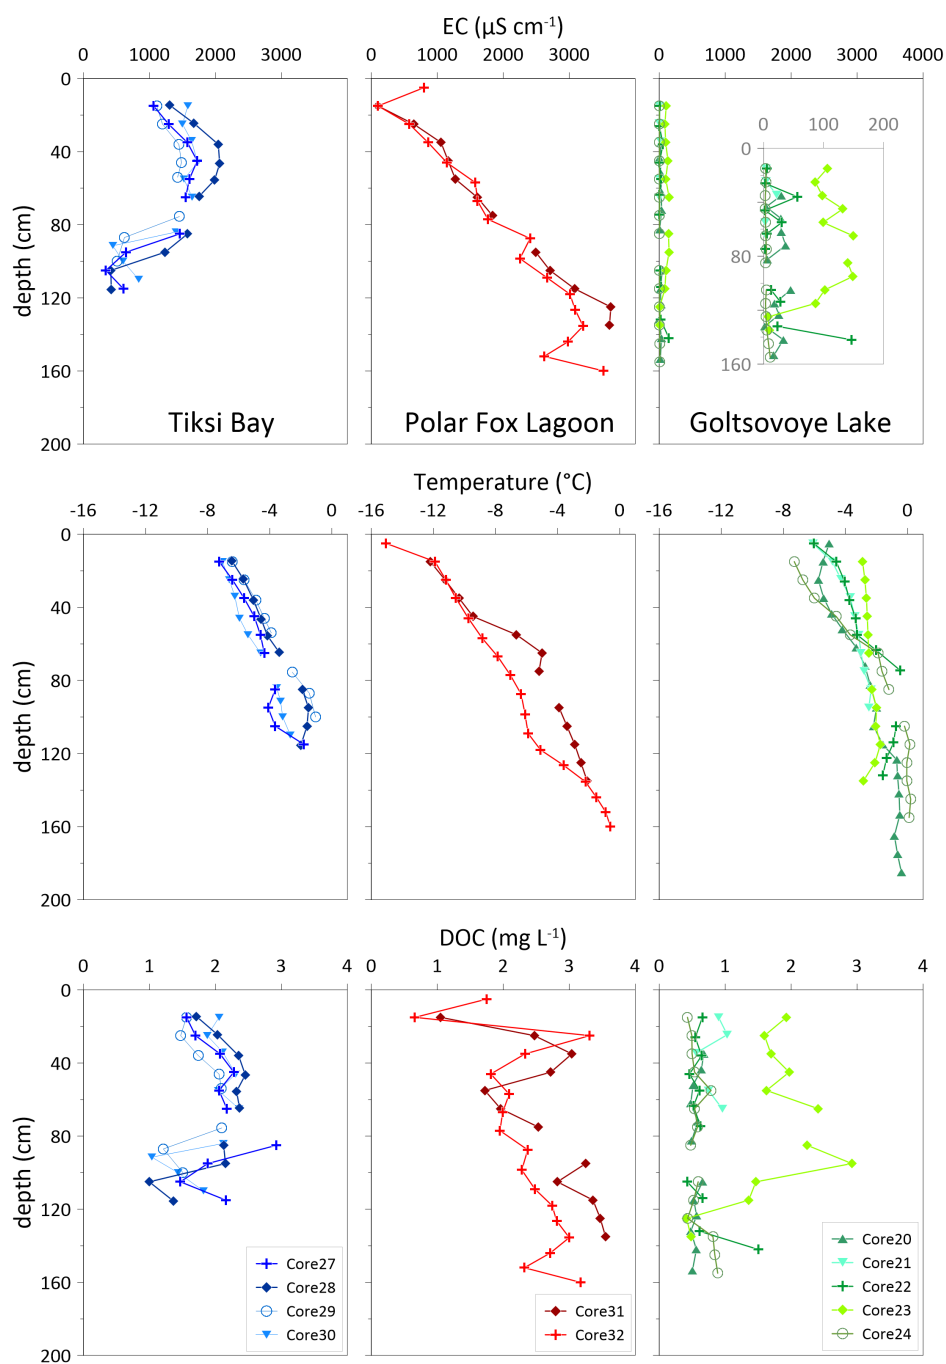 EC (µS cm-1)
0 1000 2000 3000
0 1000 2000 3000
0 1000 2000 3000 4000
0
40
80
120
160
200
depth (cm)
0 100 200
0
80
160
Tiksi Bay
Polar Fox Lagoon
Goltsovoye Lake
Temperature (°C)
-16 -12 -8 -4 0
-16 -12 -8 -4 0
-16 -12 -8 -4 0
0
40
80
120
160
200
depth (cm)
DOC (mg L-1)
0 1 2 3 4
0 1 2 3 4
0 1 2 3 4
0
40
80
120
160
200
depth (cm)
Core27
Core28
Core29
Core30
Core31
Core32
Core20
Core21
Core22
Core23
Core24